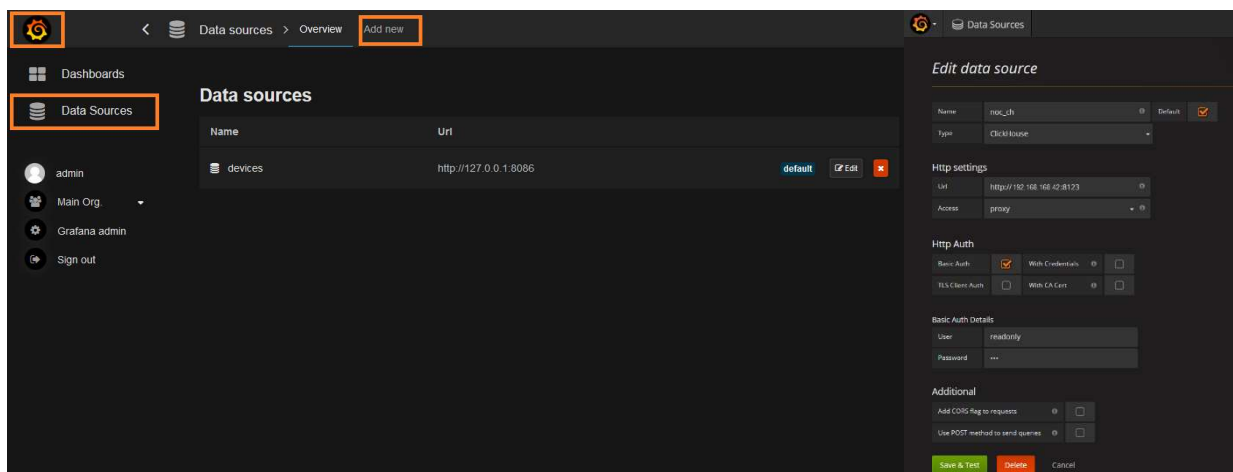 Data sources > Overview Add new
Dashboards
Data Sources
admin
Main Org.
Grafana admin
Sign out
Data sources
Name Url
devices http://127.0.0.1:8086 default Edit
Data Sources
Edit data source
Name noc_ch Default
Type ClickHouse
Http settings
Url http://192.168.168.42:8123
Access proxy
Http Auth
Basic Auth With Credentials
TLS Client Auth With CA Cert
Basic Auth Details
User readonly
Password •••
Additional
Add CORS flag to requests
Use POST method to send queries
Save & Test Delete Cancel